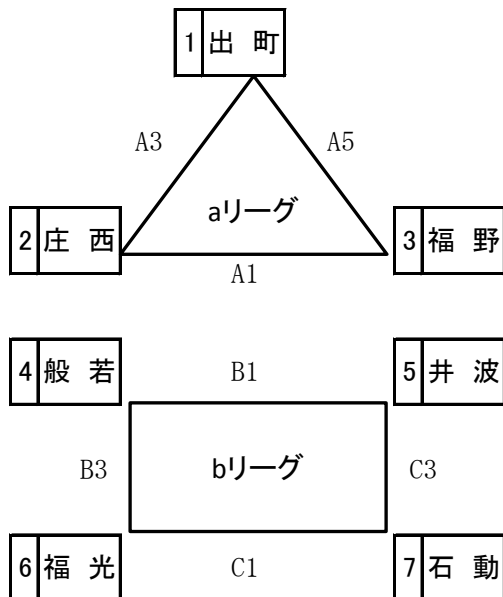 1 出 町
A3 A5
aリーグ
2 庄 西 3 福 野
A1
4 般 若 B1 5 井 波
B3 bリーグ C3
6 福 光 C1 7 石 動